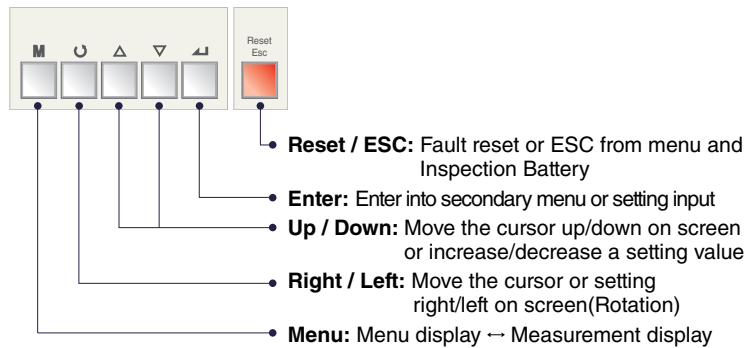 M
Reset
Esc
Reset / ESC: Fault reset or ESC from menu and
Inspection Battery
Enter: Enter into secondary menu or setting input
Up / Down: Move the cursor up/down on screen
or increase/decrease a setting value
Right / Left: Move the cursor or setting
right/left on screen(Rotation)
Menu: Menu display ↔ Measurement display